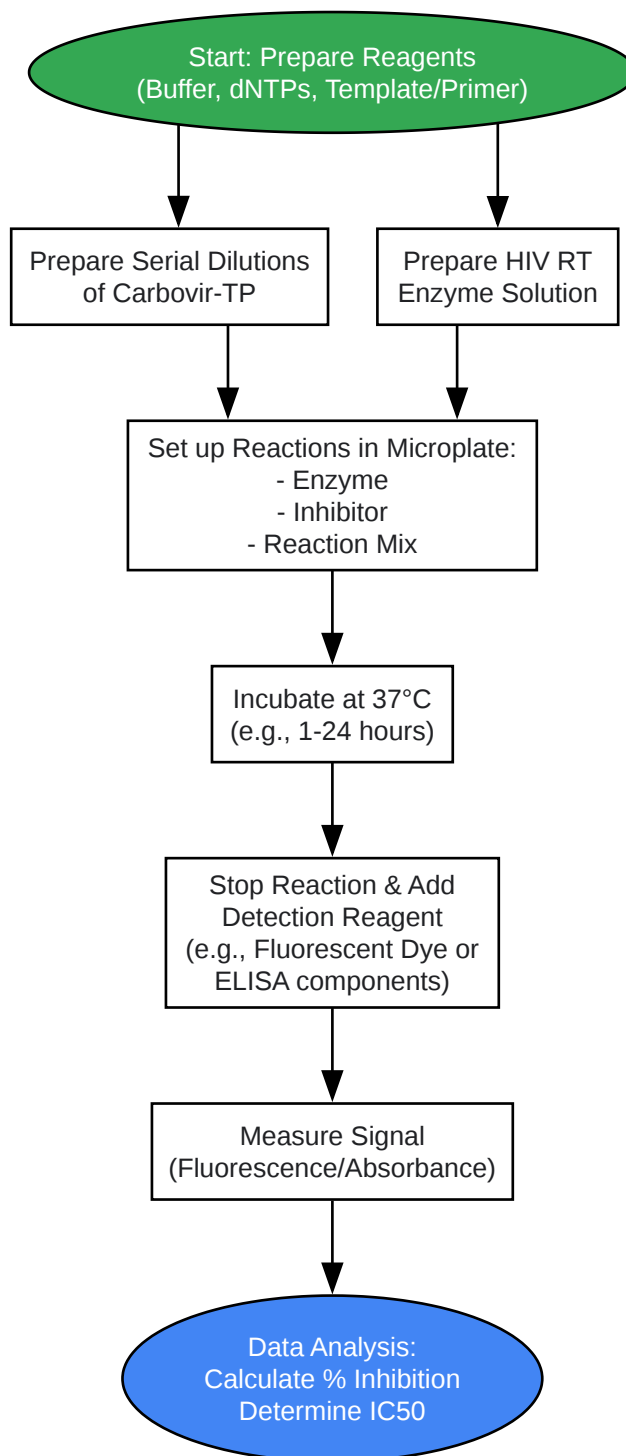 Start: Prepare Reagents
(Buffer, dNTPs, Template/Primer)
Prepare Serial Dilutions
of Carbovir-TP
Prepare HIV RT
Enzyme Solution
Set up Reactions in Microplate:
- Enzyme
- Inhibitor
- Reaction Mix
Incubate at 37°C
(e.g., 1-24 hours)
Stop Reaction & Add
Detection Reagent
(e.g., Fluorescent Dye or
ELISA components)
Measure Signal
(Fluorescence/Absorbance)
Data Analysis:
Calculate % Inhibition
Determine IC50